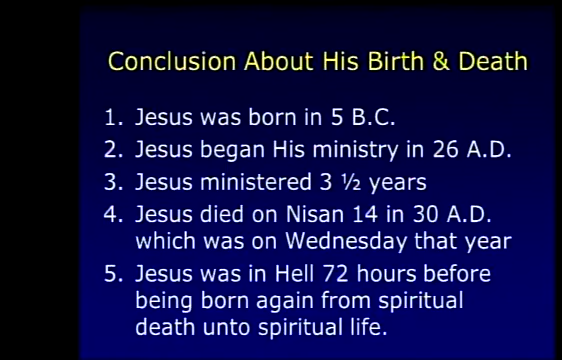 Conclusion About His Birth & Death
1. Jesus was born in 5 B.C.
2. Jesus began His ministry in 26 A.D.
3. Jesus ministered 3 ½ years
4. Jesus died on Nisan 14 in 30 A.D.
which was on Wednesday that year
5. Jesus was in Hell 72 hours before
being born again from spiritual
death unto spiritual life.